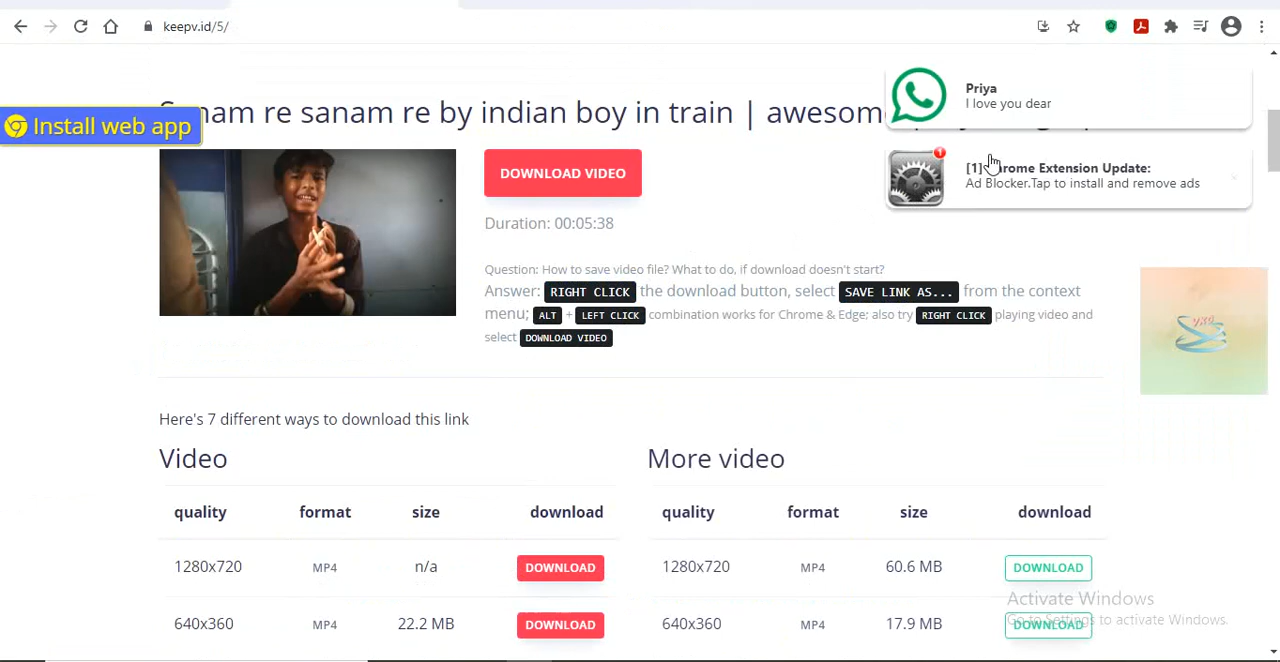 keepv.id/5/
Priya
I love you dear
nam re sanam re by indian boy in train | awesom
Install web app
[1] Chrome Extension Update:
Ad Blocker.Tap to install and remove ads
DOWNLOAD VIDEO
Duration: 00:05:38
Question: How to save video file? What to do, if download doesn't start?
Answer: RIGHT CLICK the download button, select SAVE LINK AS... from the context
menu; ALT + LEFT CLICK combination works for Chrome & Edge; also try RIGHT CLICK playing video and
select DOWNLOAD VIDEO
Here's 7 different ways to download this link
Video
quality format size download
1280x720 MP4 n/a DOWNLOAD
640x360 MP4 22.2 MB DOWNLOAD
More video
quality format size download
1280x720 MP4 60.6 MB DOWNLOAD
640x360 MP4 17.9 MB DOWNLOAD
Activate Windows
Go to Settings to activate Windows.